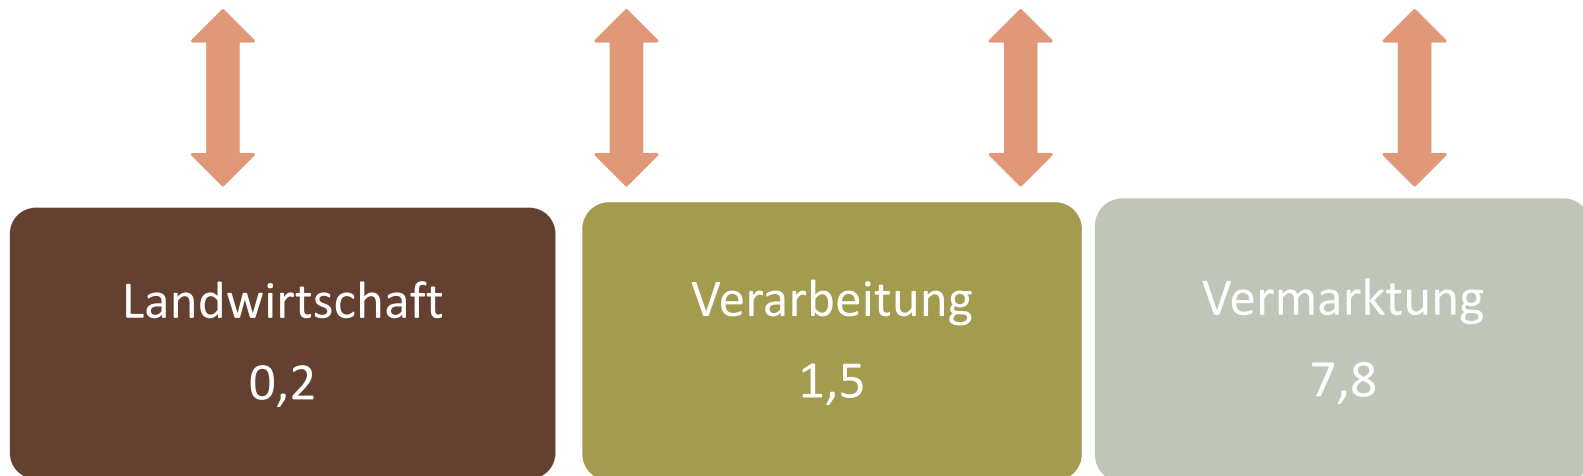 Landwirtschaft
0,2
Verarbeitung
1,5
Vermarktung
7,8